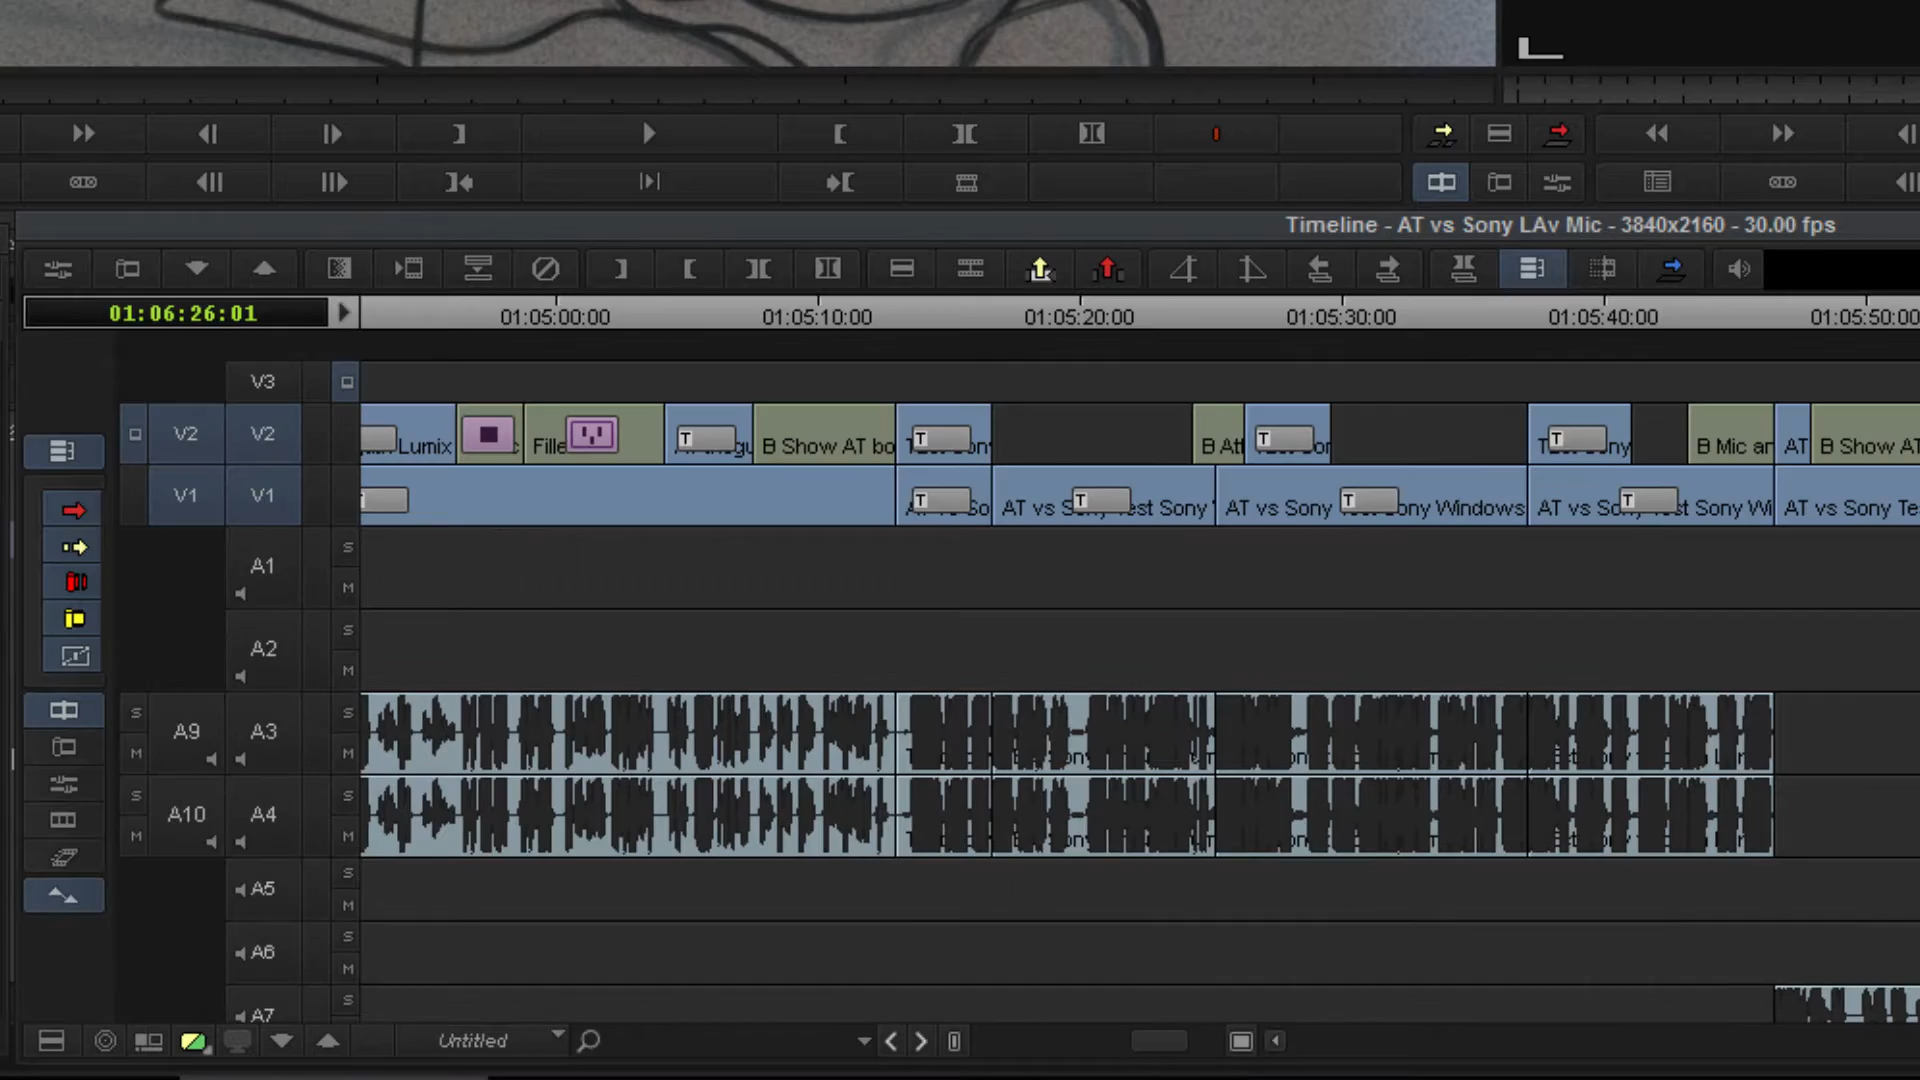 Timeline - AT vs Sony LAv Mic - 3840x2160 - 30.00 fps
01:06:26:01
01:05:00:00 01:05:10:00 01:05:20:00 01:05:30:00 01:05:40:00 01:05:50:00
V3
V2 V2 Lumix Fille T T B Show AT bo T B Att T T B Mic an AT B Show AT
V1 V1 T T AT vs Sony Test Sony T AT vs Sony Test Sony Windows T AT vs Sony Test Sony Wi AT vs Sony Te
S
A1
M
S
A2
M
S S
A9 A3
M M
S S
A10 A4
M M
S
A5
M
S
A6
M
S
A7
Untitled